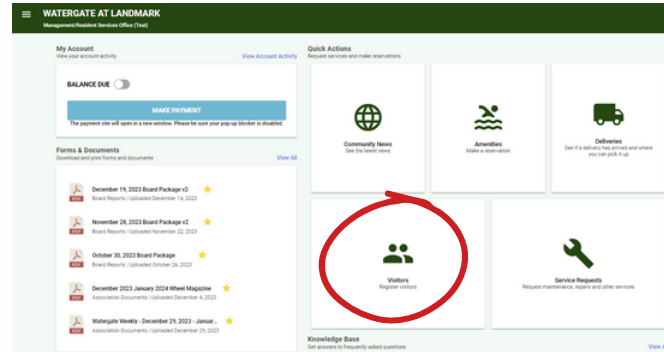 WATERGATE AT LANDMARK
Management/Resident Services Office (Test)
My Account
View your account activity
View Account Activity
BALANCE DUE
MAKE PAYMENT
The payment site will open in a new window. Please be sure your pop-up blocker is disabled.
Forms & Documents
Download and print forms and documents
View All
PDF
December 19, 2023 Board Package v2
Board Reports | Uploaded December 14, 2023
PDF
November 28, 2023 Board Package v2
Board Reports | Uploaded November 22, 2023
PDF
October 30, 2023 Board Package
Board Reports | Uploaded October 26, 2023
PDF
December 2023 January 2024 Wheel Magazine
Association Documents | Uploaded December 4, 2023
PDF
Watergate Weekly - December 29, 2023 - Januar...
Association Documents | Uploaded December 29, 2023
Quick Actions
Request services and make reservations
Community News
See the latest news
Amenities
Make a reservation
Deliveries
See if a delivery has arrived and where
you can pick it up
Visitors
Register visitors
Service Requests
Request maintenance, repairs and other services
Knowledge Base
Get answers to frequently asked questions
View